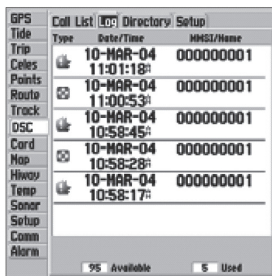 GPS
Tide
Trip
Celes
Points
Route
Track
DSC
Card
Map
Hiway
Temp
Sonar
Setup
Comm
Alarm
Call List Log Directory Setup
Type Date/Time MMSI/Name
10-MAR-04 000000001
11:01:18
10-MAR-04
11:00:53
10-MAR-04 000000001
10:58:45
10-MAR-04
10:58:28
10-MAR-04 000000001
10:58:17
95 Available 5 Used